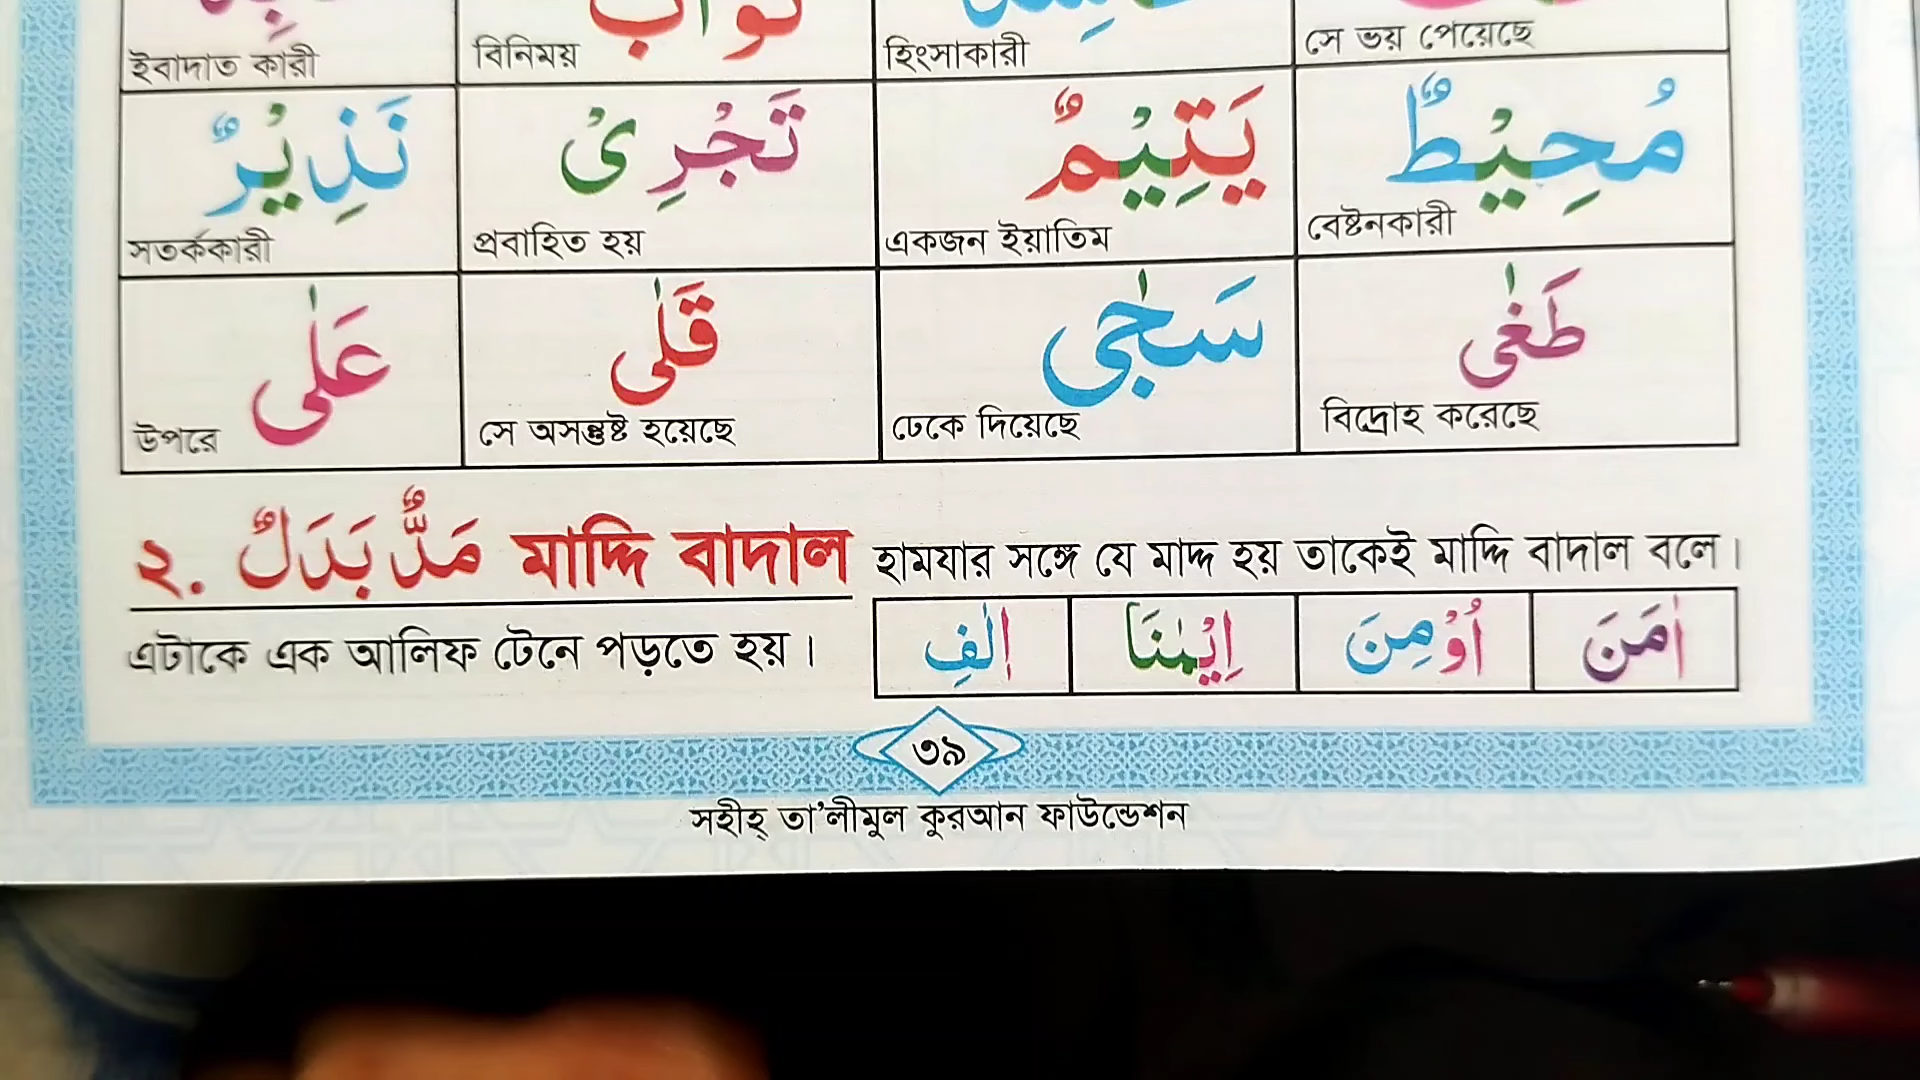 ইবাদাত কারী বিনিময় হিংসাকারী সে ভয় পেয়েছে
مُحِيْطٌ يَتِيْمٌ تَجْرِىْ نَذِيْرٌ
সতর্ককারী প্রবাহিত হয় একজন ইয়াতিম বেষ্টনকারী
طَغٰى سَجٰى قَلٰى عَلٰى
উপরে সে অসন্তুষ্ট হয়েছে ঢেকে দিয়েছে বিদ্রোহ করেছে
২. مَدٌّ بَدَلٌ মাদ্দি বাদাল হামযার সঙ্গে যে মাদ্দ হয় তাকেই মাদ্দি বাদাল বলে।
এটাকে এক আলিফ টেনে পড়তে হয়।
اٰمَنَ اُوْمِنَ اِيْمٰنَا اٖلٰفِ
৩৯
সহীহ্ তা’লীমুল কুরআন ফাউন্ডেশন